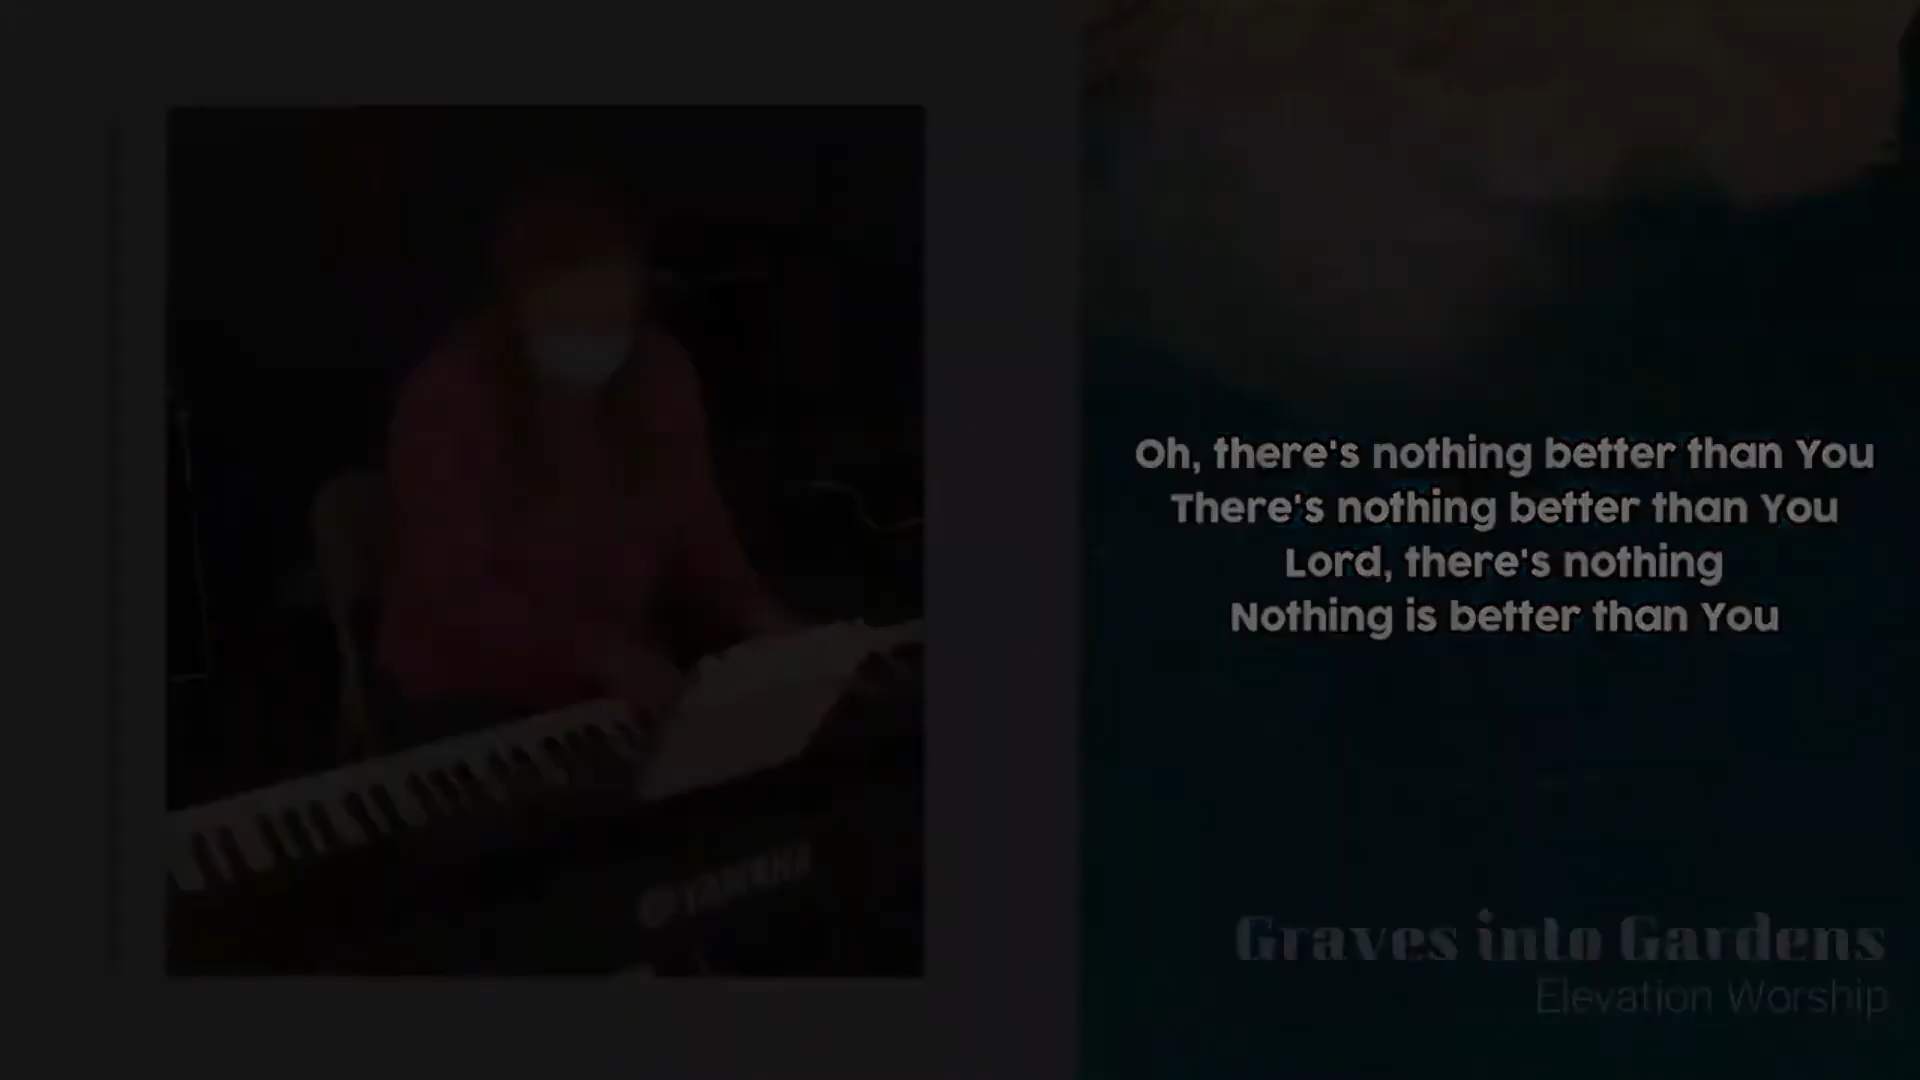 Oh, there's nothing better than You
There's nothing better than You
Lord, there's nothing
Nothing is better than You
YAMAHA
Graves into Gardens
Elevation Worship